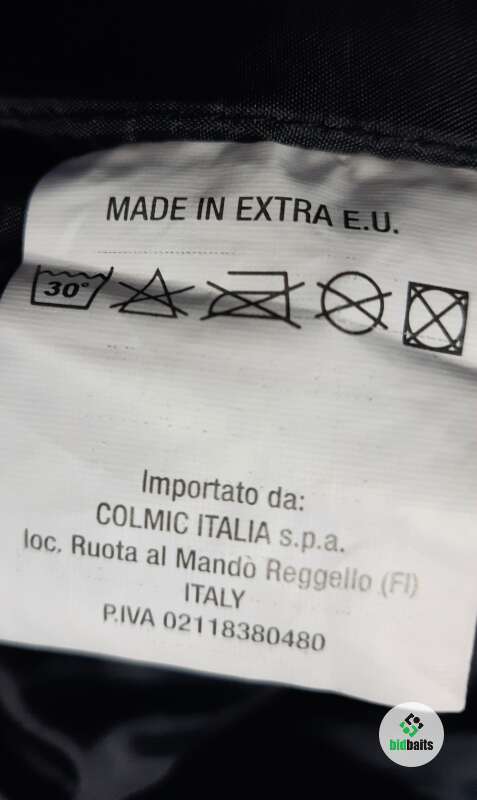 MADE IN EXTRA E.U.
30°
Importato da:
COLMIC ITALIA s.p.a.
loc. Ruota al Mandò Reggello (FI)
ITALY
P.IVA 02118380480
bidbaits